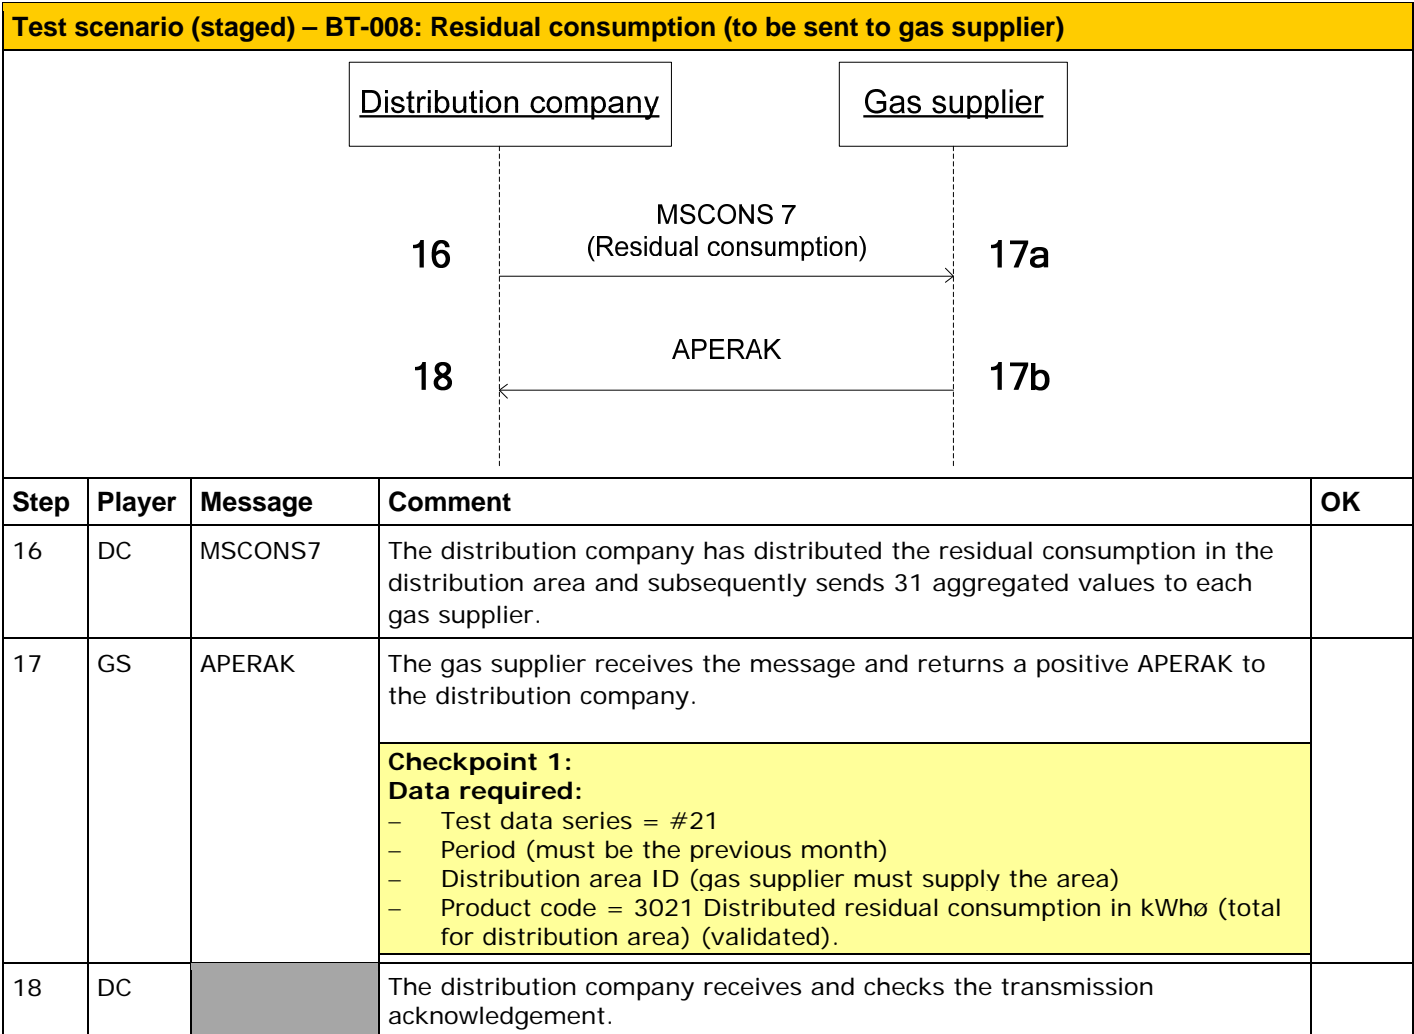 Test scenario (staged) – BT-008: Residual consumption (to be sent to gas supplier)
Distribution company
Gas supplier
MSCONS 7
(Residual consumption)
16
17a
APERAK
18
17b
Step Player Message Comment OK
16 DC MSCONS7 The distribution company has distributed the residual consumption in the
distribution area and subsequently sends 31 aggregated values to each
gas supplier.
17 GS APERAK The gas supplier receives the message and returns a positive APERAK to
the distribution company.
Checkpoint 1:
Data required:
– Test data series = #21
– Period (must be the previous month)
– Distribution area ID (gas supplier must supply the area)
– Product code = 3021 Distributed residual consumption in kWhø (total
for distribution area) (validated).
18 DC The distribution company receives and checks the transmission
acknowledgement.